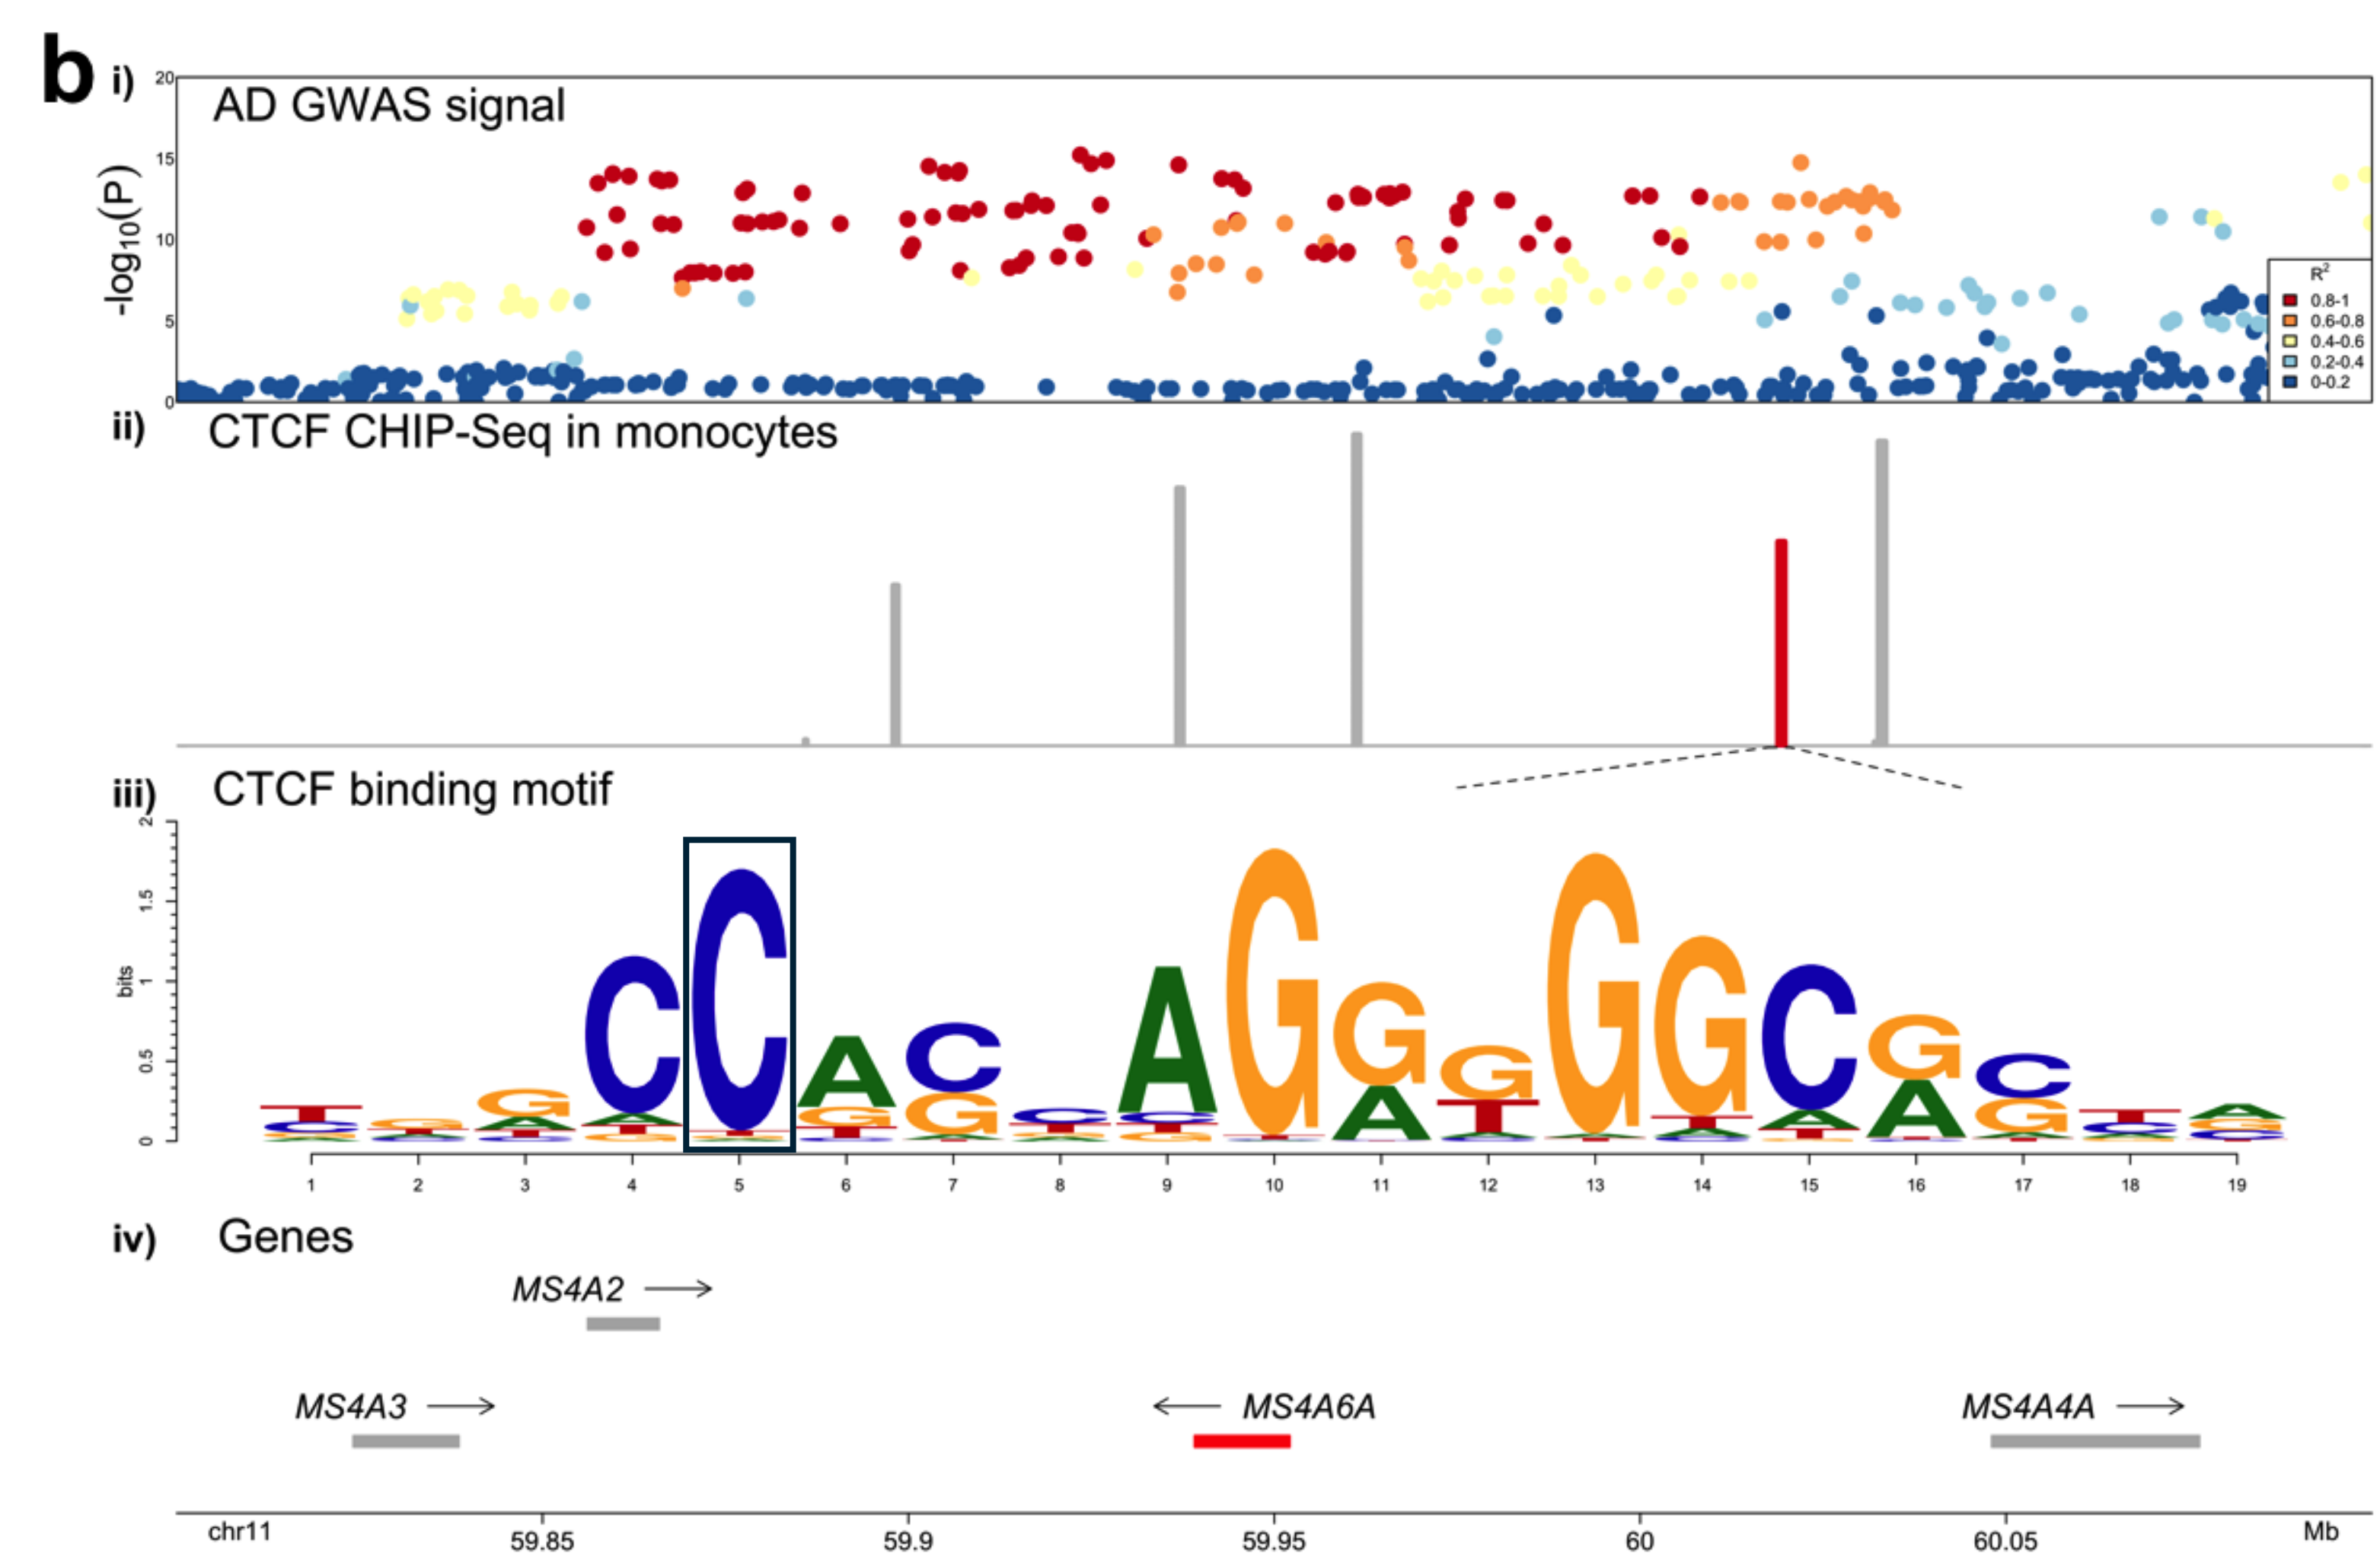 b i)
AD GWAS signal
-log10(P)
20
15
10
5
0
R²
0.8-1
0.6-0.8
0.4-0.6
0.2-0.4
0-0.2
ii) CTCF CHIP-Seq in monocytes
iii) CTCF binding motif
bits
2
1.5
1
0.5
0
T C G A
G T A C
G A T C
C A T G
C T G A
A G T C
C G A T
C T G A
A C T G
G T A C
G A C T
G T A C
G A T C
G T A C
C A T G
G A T C
C G A T
T C A G
A G C T
1 2 3 4 5 6 7 8 9 10 11 12 13 14 15 16 17 18 19
iv) Genes
MS4A2
MS4A3 MS4A6A MS4A4A
chr11 59.85 59.9 59.95 60 60.05 Mb